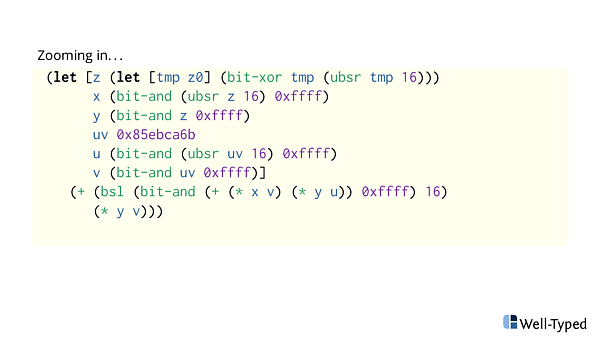 Zooming in...
(let [z (let [tmp z0] (bit-xor tmp (ubsr tmp 16)))
x (bit-and (ubsr z 16) 0xffff)
y (bit-and z 0xffff)
uv 0x85ebca6b
u (bit-and (ubsr uv 16) 0xffff)
v (bit-and uv 0xffff)]
(+ (bsl (bit-and (+ (* x v) (* y u)) 0xffff) 16)
(* y v)))
Well-Typed